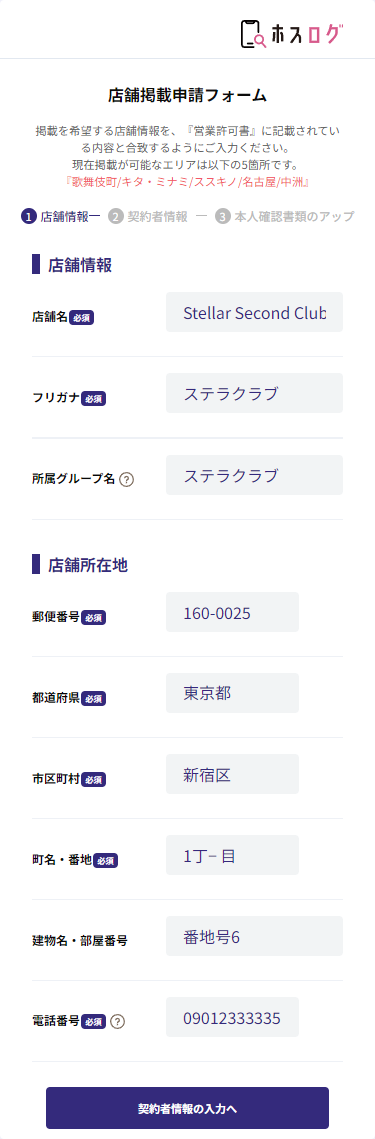 ホスログ
店舗掲載申請フォーム
掲載を希望する店舗情報を、『営業許可書』に記載されてい
る内容と合致するようにご入力ください。
現在掲載が可能なエリアは以下の5箇所です。
『歌舞伎町/キタ・ミナミ/ススキノ/名古屋/中洲』
1 店舗情報 2 契約者情報 3 本人確認書類のアップ
店舗情報
店舗名 必須 Stellar Second Club
フリガナ 必須 ステラクラブ
所属グループ名 ? ステラクラブ
店舗所在地
郵便番号 必須 160-0025
都道府県 必須 東京都
市区町村 必須 新宿区
町名・番地 必須 1丁− 目
建物名・部屋番号 番地号6
電話番号 必須 ? 09012333335
契約者情報の入力へ